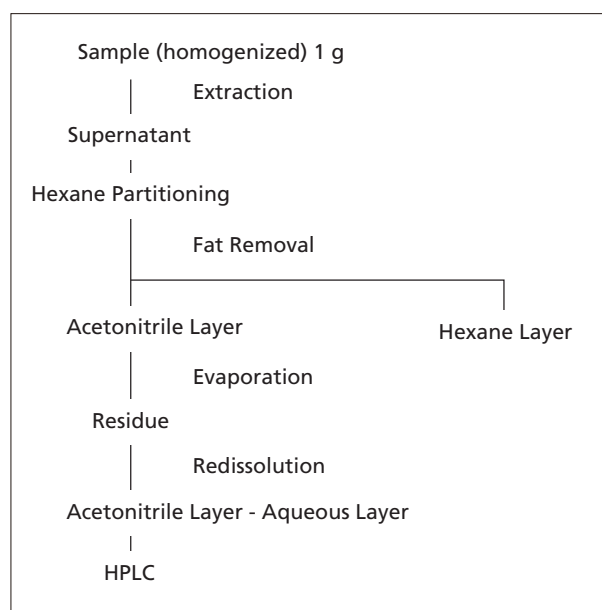 Sample (homogenized) 1 g
Extraction
Supernatant
Hexane Partitioning
Fat Removal
Acetonitrile Layer
Hexane Layer
Evaporation
Residue
Redissolution
Acetonitrile Layer - Aqueous Layer
HPLC